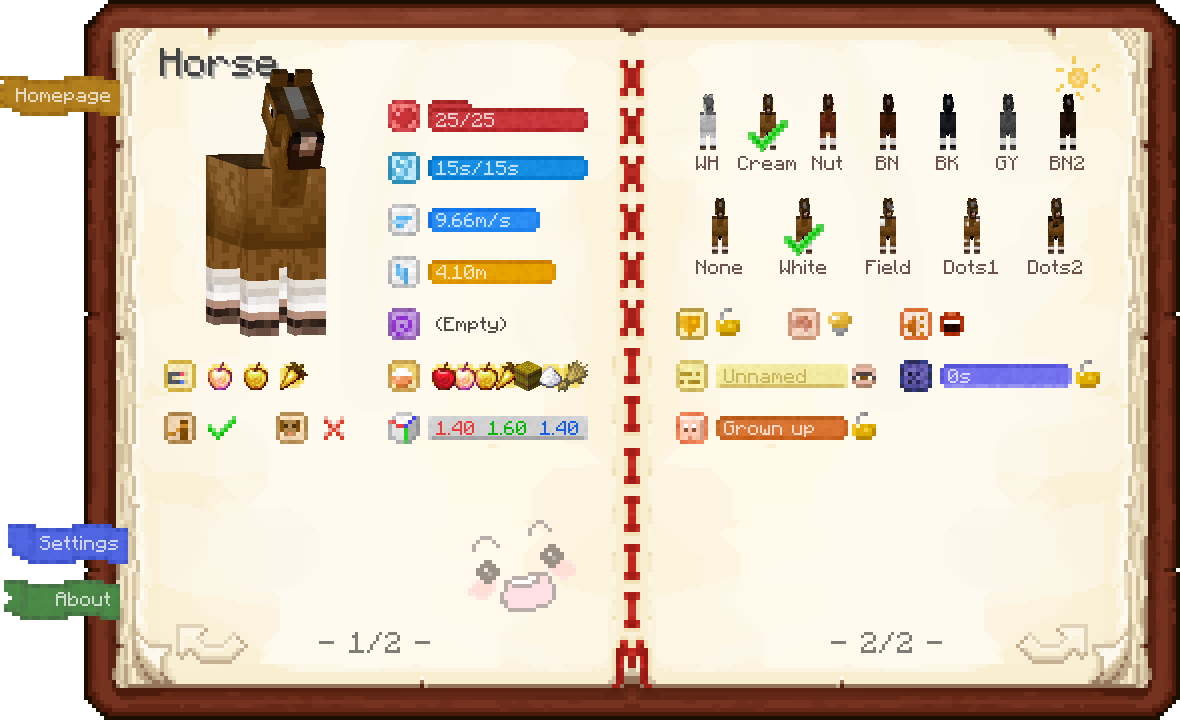 Horse
Homepage
25/25
15s/15s
9.66m/s
4.10m
(Empty)
1.40 1.60 1.40
Settings
About
- 1/2 -
WH Cream Nut BN BK GY BN2
None White Field Dots1 Dots2
Unnamed 0s
Grown up
- 2/2 -